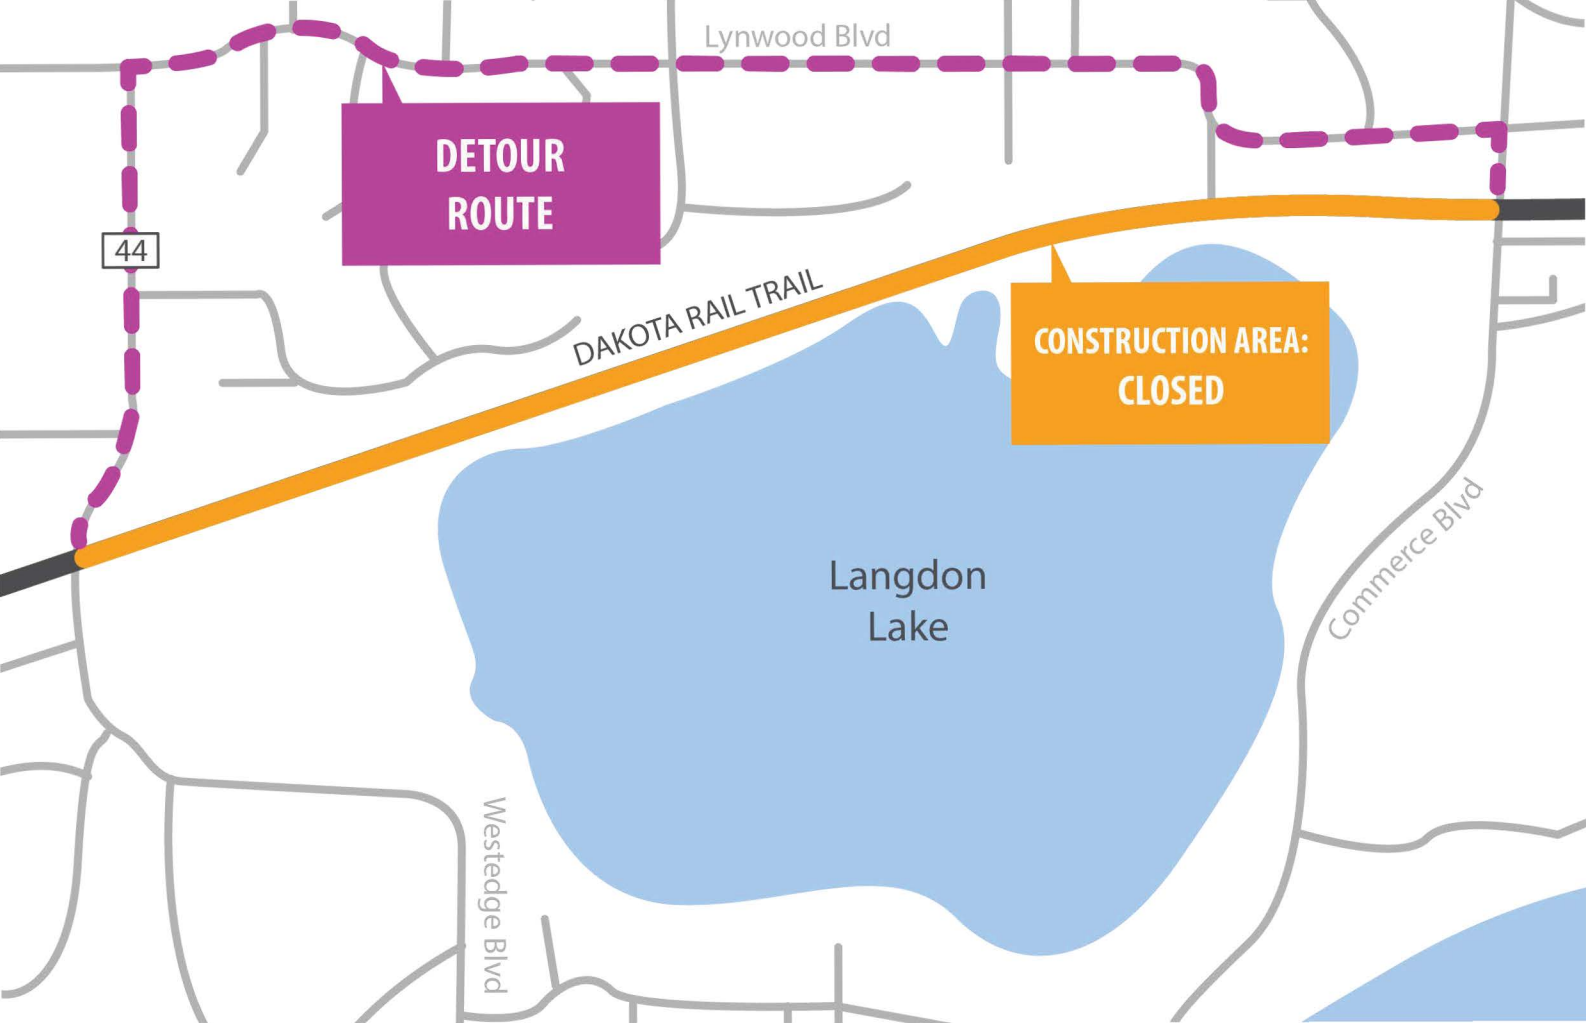 Lynwood Blvd
DETOUR
ROUTE
44
DAKOTA RAIL TRAIL
CONSTRUCTION AREA:
CLOSED
Commerce Blvd
Langdon
Lake
Westedge Blvd